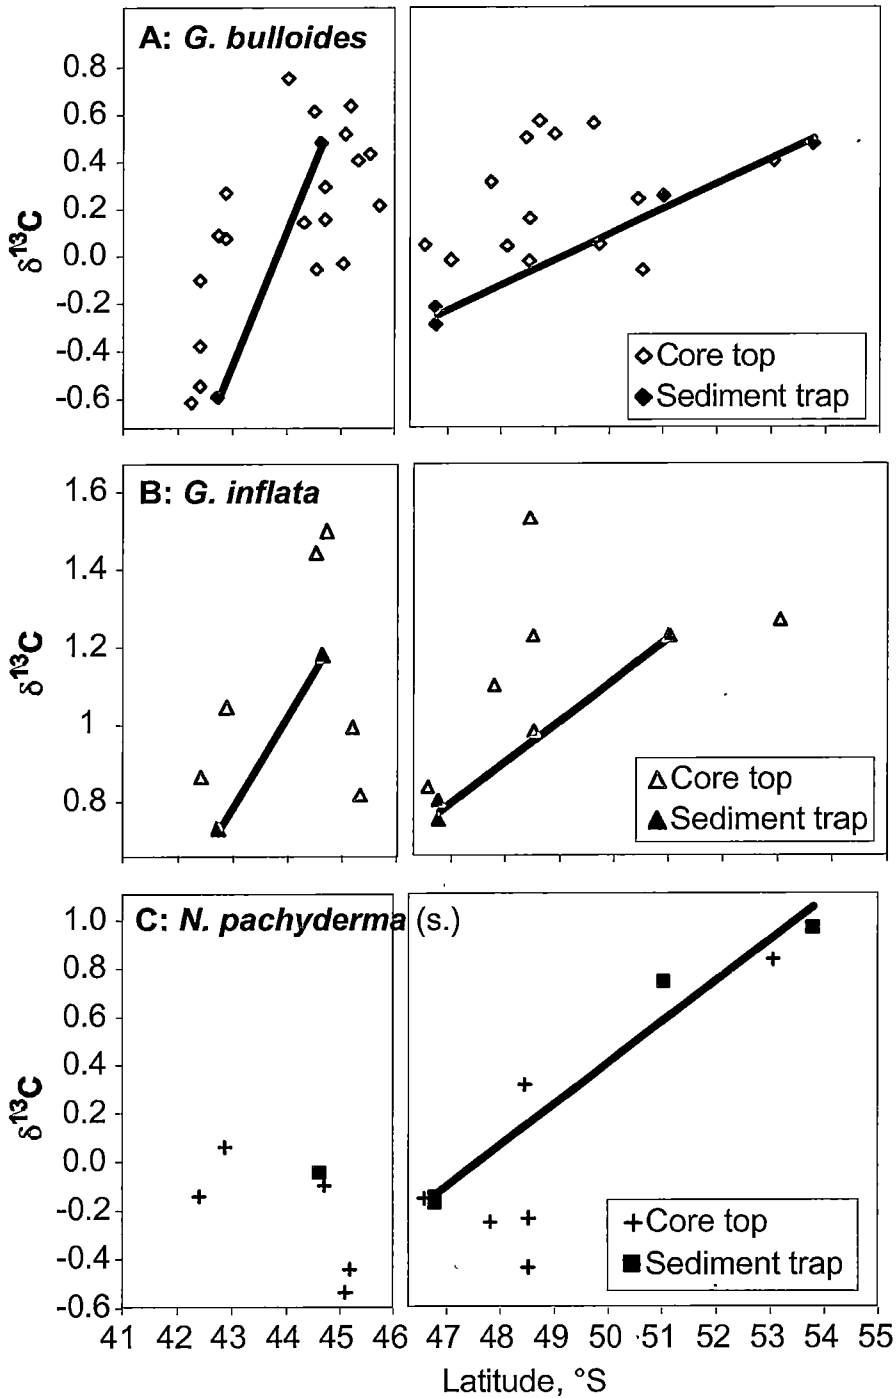 A: G. bulloides
0.8
0.6
0.4
0.2
0.0
-0.2
-0.4
-0.6
δ13C
Core top
Sediment trap
B: G. inflata
1.6
1.4
1.2
1
0.8
δ13C
Core top
Sediment trap
C: N. pachyderma (s.)
1.0
0.8
0.6
0.4
0.2
0.0
-0.2
-0.4
-0.6
δ13C
Core top
Sediment trap
41 42 43 44 45 46 47 48 49 50 51 52 53 54 55
Latitude, °S